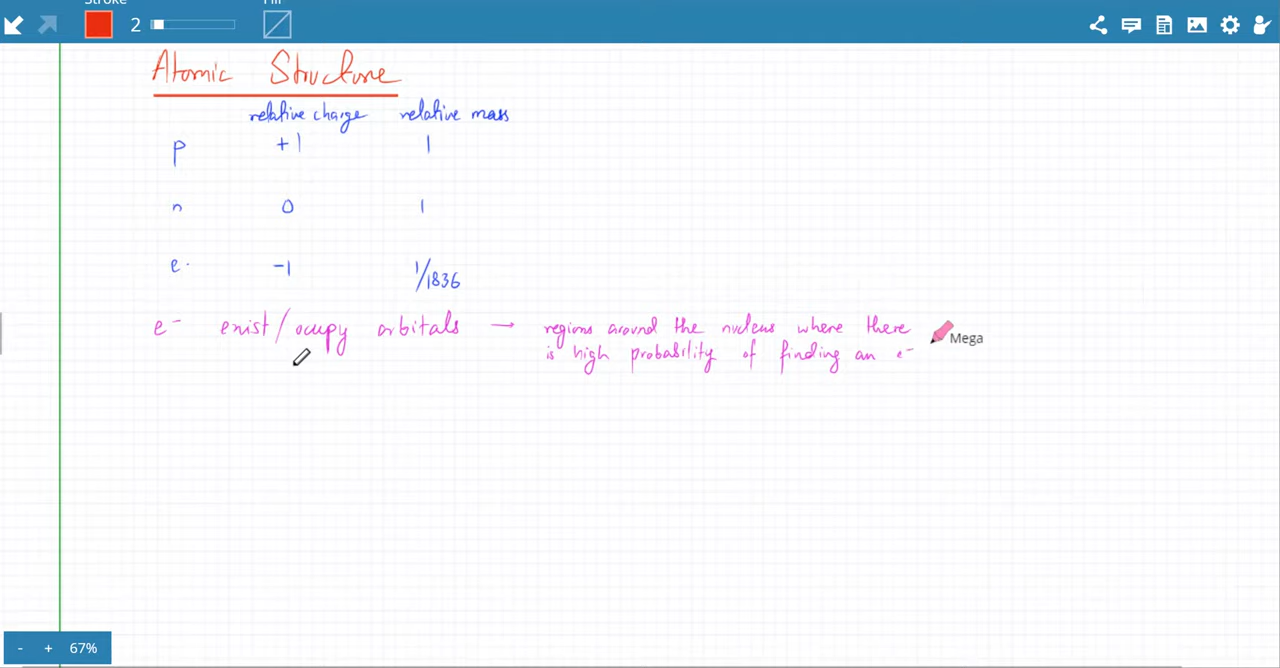 Stroke
Fill
2
Atomic Structure
relative charge relative mass
p +1 1
n 0 1
e- -1 1/1836
e- exist/ocupy orbitals → regions around the nucleus where there
is high probability of finding an e-
Mega
- + 67%